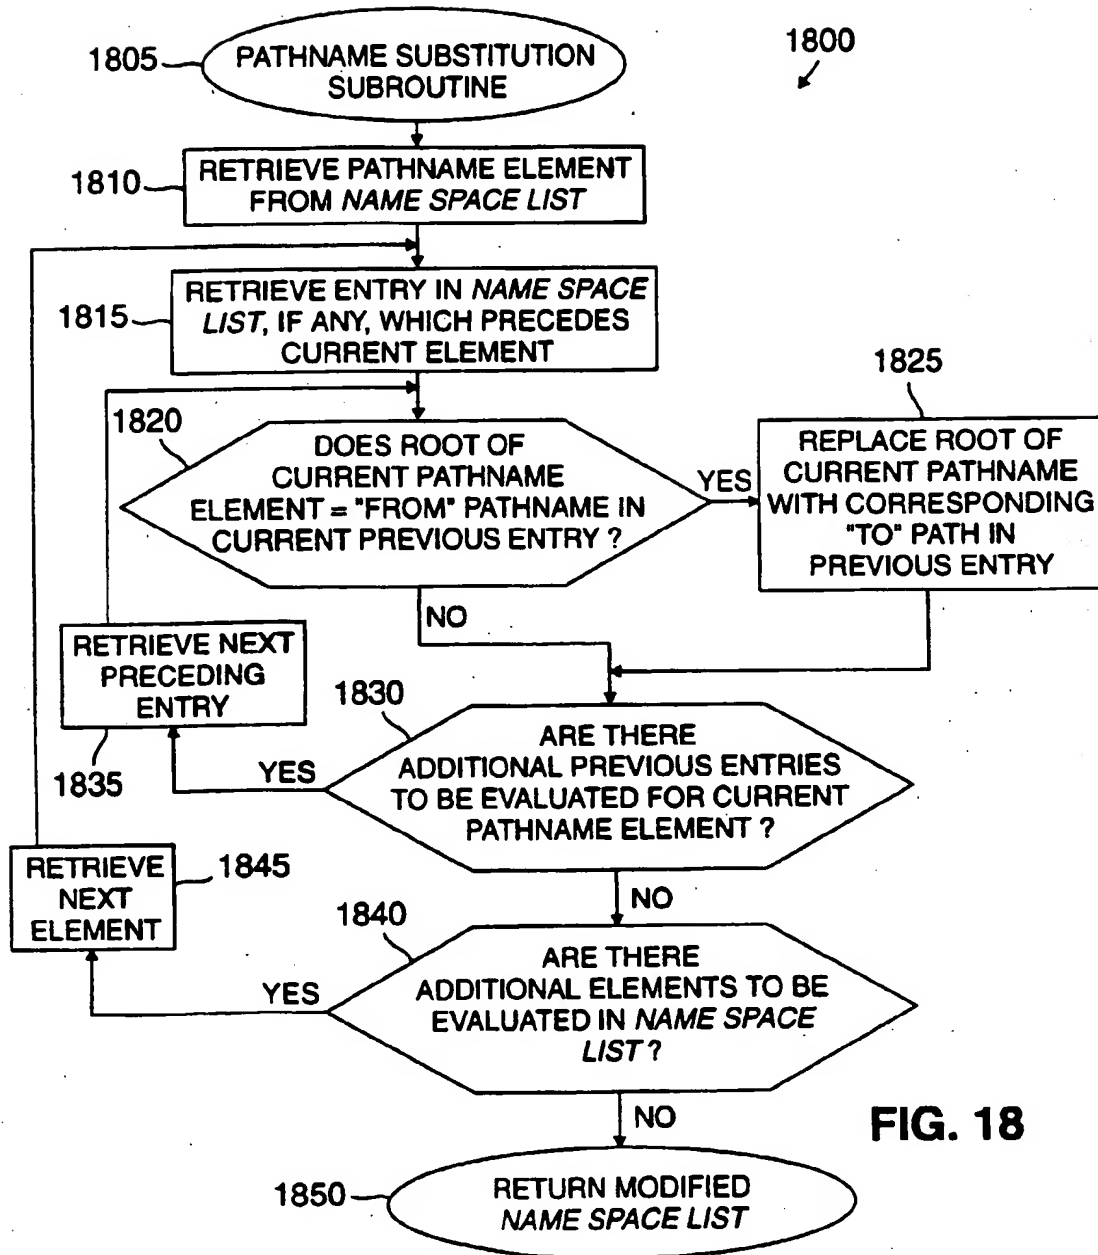 1800
1805
PATHNAME SUBSTITUTION
SUBROUTINE
1810
RETRIEVE PATHNAME ELEMENT
FROM NAME SPACE LIST
1815
RETRIEVE ENTRY IN NAME SPACE
LIST, IF ANY, WHICH PRECEDES
CURRENT ELEMENT
1820
DOES ROOT OF
CURRENT PATHNAME
ELEMENT = "FROM" PATHNAME IN
CURRENT PREVIOUS ENTRY ?
YES
1825
REPLACE ROOT OF
CURRENT PATHNAME
WITH CORRESPONDING
"TO" PATH IN
PREVIOUS ENTRY
NO
RETRIEVE NEXT
PRECEDING
ENTRY
1835
1830
ARE THERE
ADDITIONAL PREVIOUS ENTRIES
TO BE EVALUATED FOR CURRENT
PATHNAME ELEMENT ?
YES
NO
RETRIEVE
NEXT
ELEMENT
1845
1840
ARE THERE
ADDITIONAL ELEMENTS TO BE
EVALUATED IN NAME SPACE
LIST ?
YES
NO
FIG. 18
1850
RETURN MODIFIED
NAME SPACE LIST